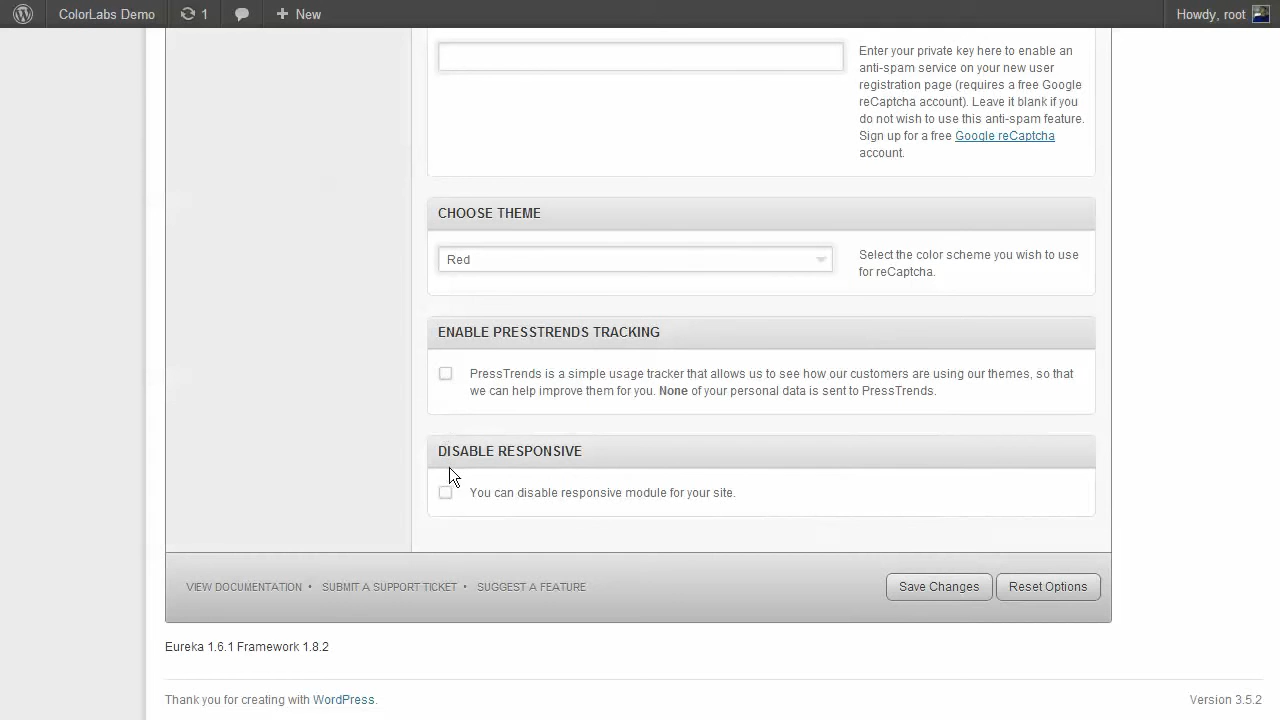 ColorLabs Demo 1 New Howdy, root
Enter your private key here to enable an
anti-spam service on your new user
registration page (requires a free Google
reCaptcha account). Leave it blank if you
do not wish to use this anti-spam feature.
Sign up for a free Google reCaptcha
account.
CHOOSE THEME
Red
Select the color scheme you wish to use
for reCaptcha.
ENABLE PRESSTRENDS TRACKING
PressTrends is a simple usage tracker that allows us to see how our customers are using our themes, so that
we can help improve them for you. None of your personal data is sent to PressTrends.
DISABLE RESPONSIVE
You can disable responsive module for your site.
VIEW DOCUMENTATION • SUBMIT A SUPPORT TICKET • SUGGEST A FEATURE Save Changes Reset Options
Eureka 1.6.1 Framework 1.8.2
Thank you for creating with WordPress. Version 3.5.2